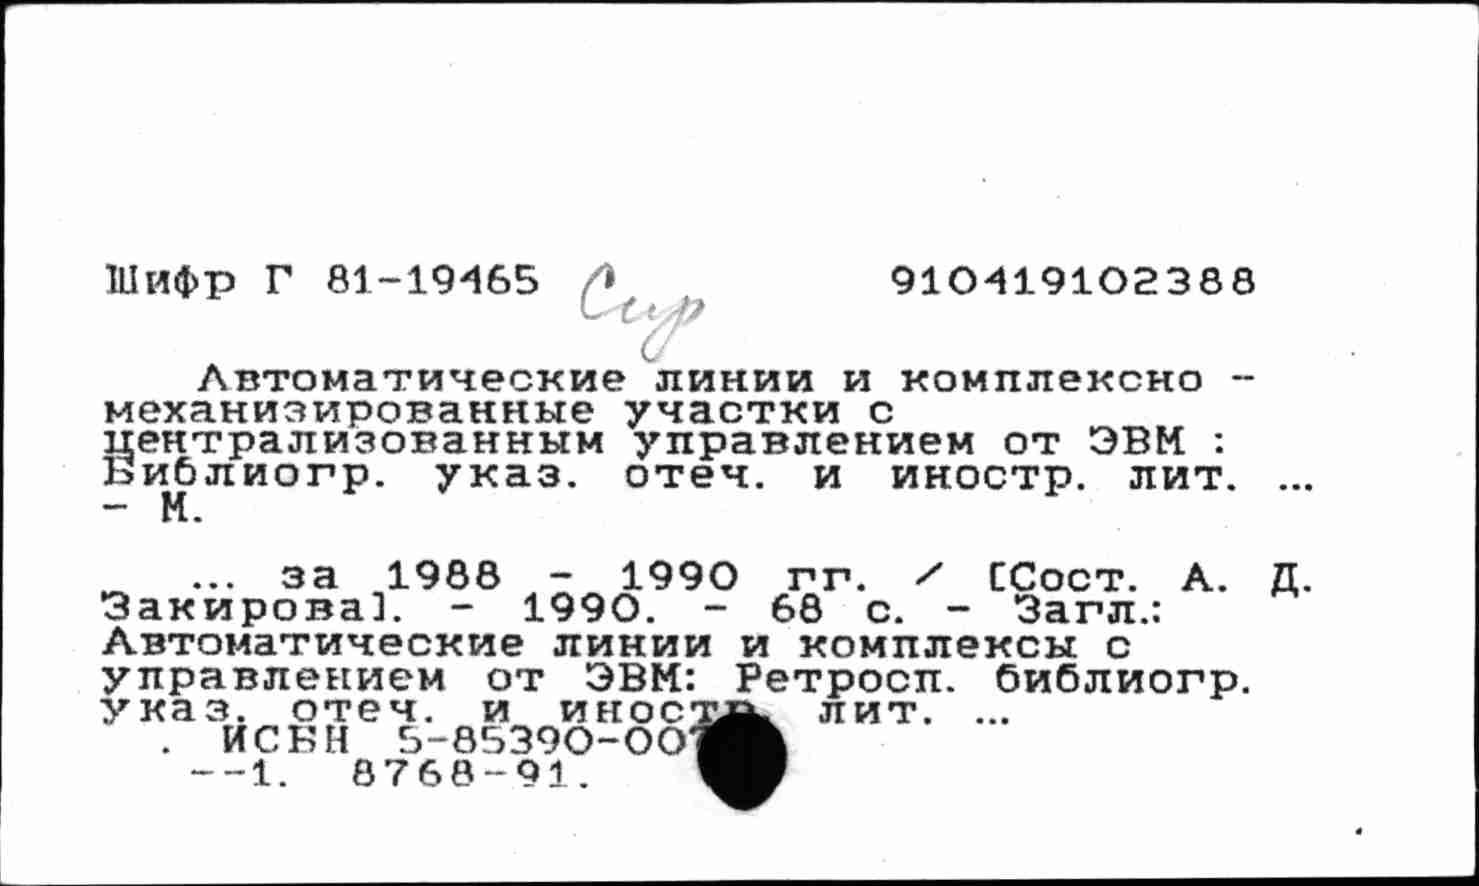 Шифр Г 81-19465 Сир 910419102388
Автоматические линии и комплексно -
механизированные участки с
централизованным управлением от ЭВМ :
Библиогр. указ. отеч. и иностр. лит. ...
- М.
... за 1988 - 1990 гг. / [Сост. А. Д.
Закирова]. - 1990. - 68 с. - Загл.:
Автоматические линии и комплексы с
управлением от ЭВМ: Ретросп. библиогр.
указ. отеч. и иностр. лит. ...
. ИСБН 5-85390-00
--1. 8768-91.